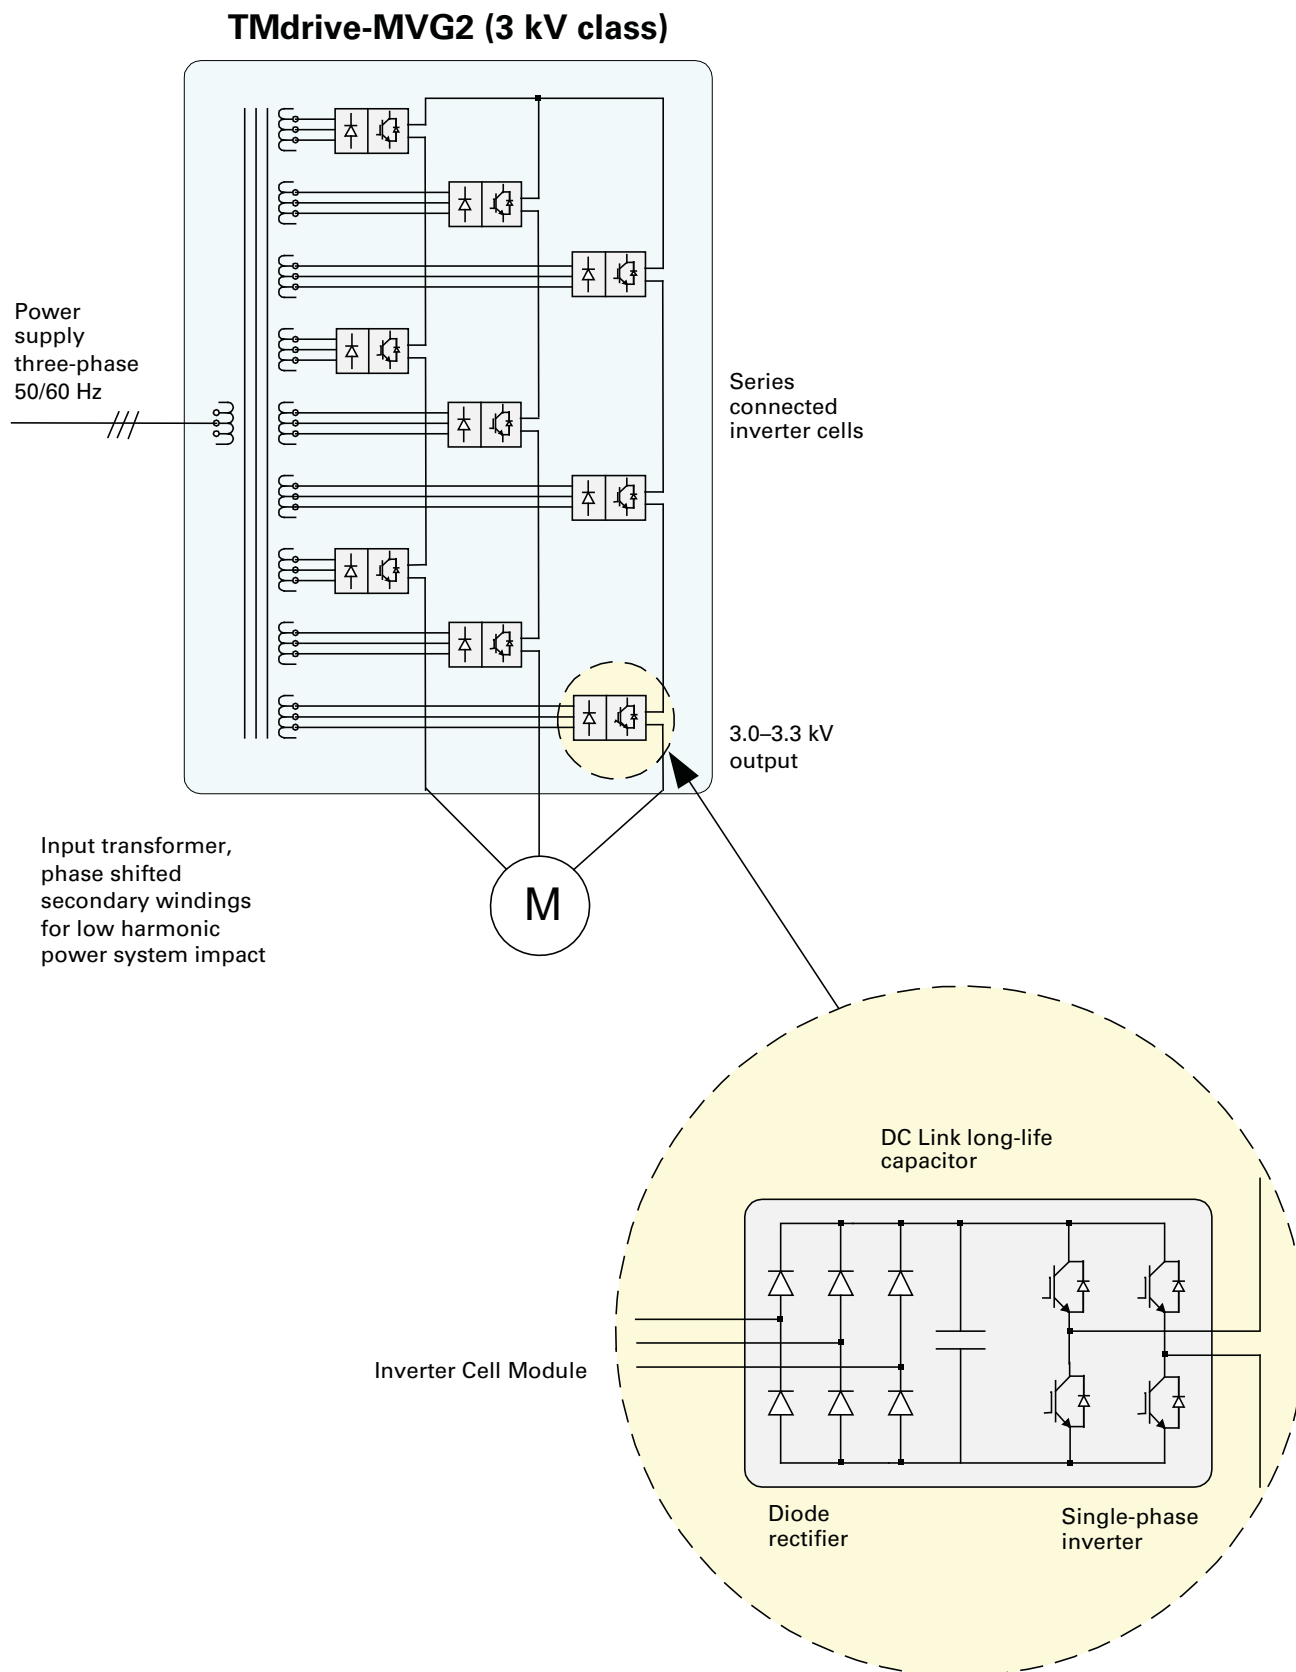 TMdrive-MVG2 (3 kV class)
Power
supply
three-phase
50/60 Hz
Series
connected
inverter cells
3.0–3.3 kV
output
Input transformer,
phase shifted
secondary windings
for low harmonic
power system impact
M
DC Link long-life
capacitor
Inverter Cell Module
Diode
rectifier
Single-phase
inverter